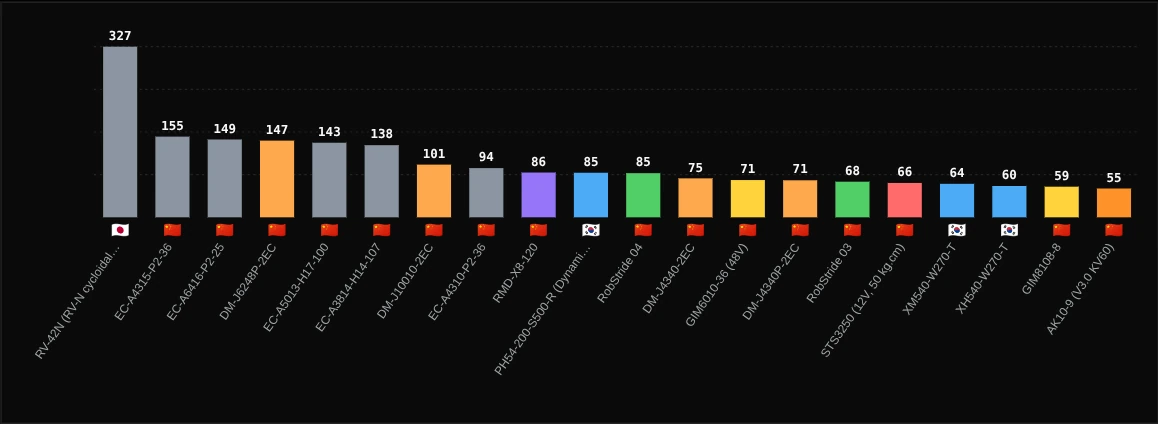 327
155
149
147
143
138
101
94
86
85
85
75
71
71
68
66
64
60
59
55
RV-42N (RV-N cycloidal…
EC-A4315-P2-36
EC-A6416-P2-25
DM-J6248P-2EC
EC-A5013-H17-100
EC-A3814-H14-107
DM-J10010-2EC
EC-A4310-P2-36
RMD-X8-120
PH54-200-S500-R (Dynami…
RobStride 04
DM-J4340-2EC
GIM6010-36 (48V)
DM-J4340P-2EC
RobStride 03
STS3250 (12V, 50 kg·cm)
XM540-W270-T
XH540-W270-T
GIM8108-8
AK10-9 (V3.0 KV60)